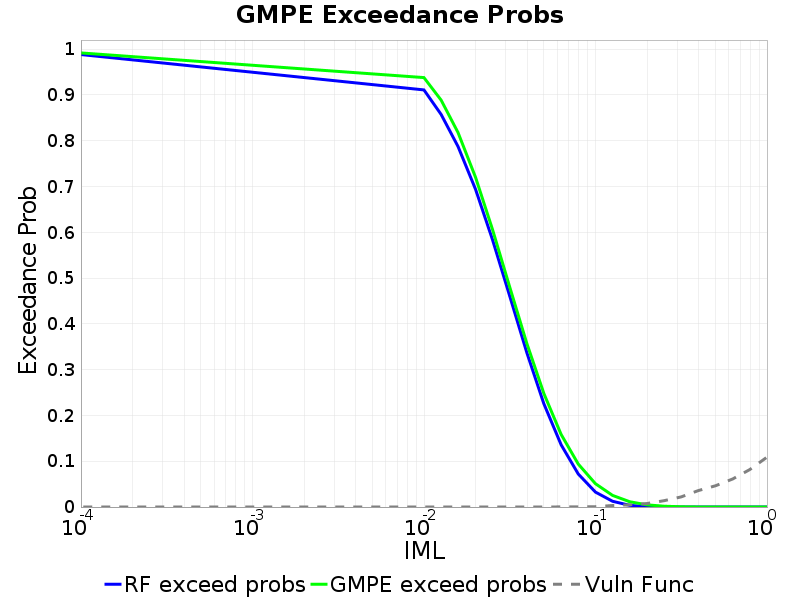 GMPE Exceedance Probs
Exceedance Prob
1
0.9
0.8
0.7
0.6
0.5
0.4
0.3
0.2
0.1
0
10^-4 10^-3 10^-2 10^-1 10^0
IML
RF exceed probs GMPE exceed probs Vuln Func